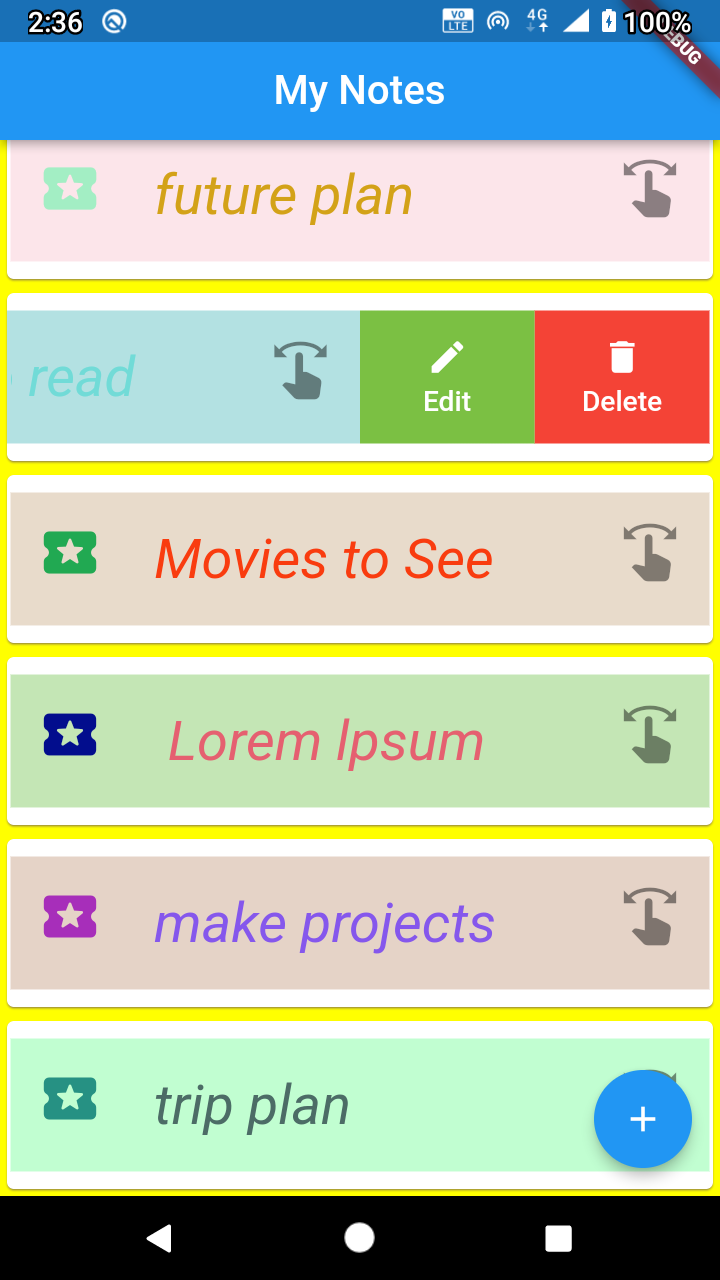 2:36 VO LTE 4G 100%
My Notes
future plan
read Edit Delete
Movies to See
Lorem Ipsum
make projects
trip plan